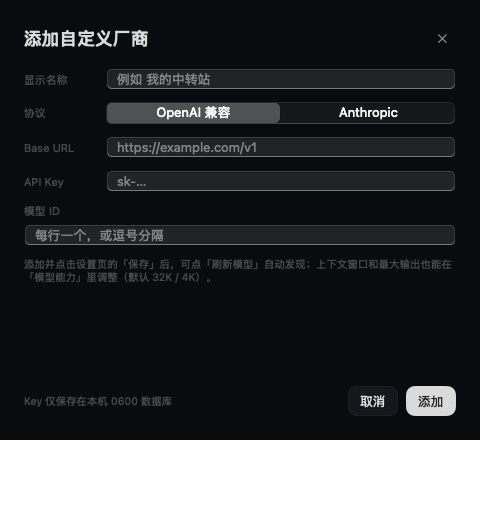 添加自定义厂商
显示名称 例如 我的中转站
协议 OpenAI 兼容 Anthropic
Base URL https://example.com/v1
API Key sk-...
模型 ID
每行一个，或逗号分隔
添加并点击设置页的「保存」后，可点「刷新模型」自动发现；上下文窗口和最大输出也能在
「模型能力」里调整（默认 32K / 4K）。
Key 仅保存在本机 0600 数据库 取消 添加